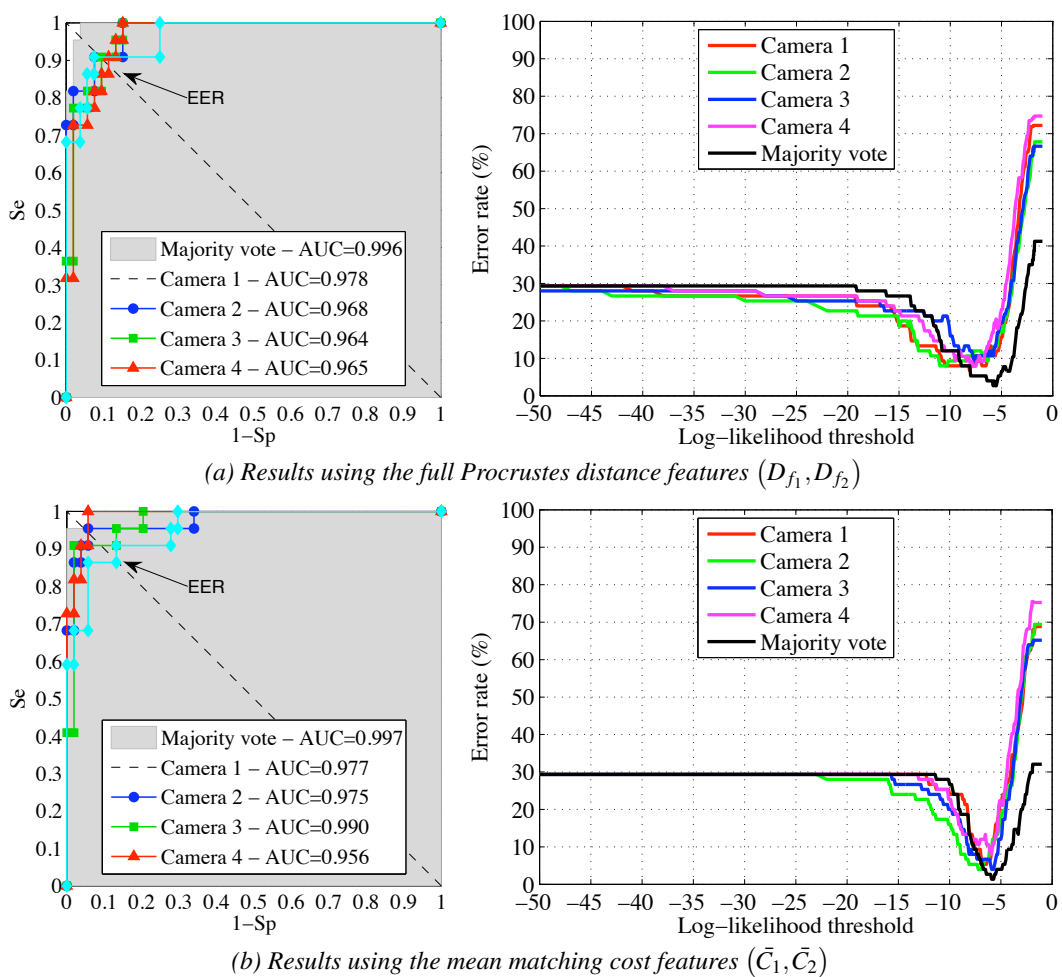 1
0.9
0.8
0.7
0.6
0.5
0.4
0.3
0.2
0.1
0
Se
EER
Majority vote – AUC=0.996
Camera 1 – AUC=0.978
Camera 2 – AUC=0.968
Camera 3 – AUC=0.964
Camera 4 – AUC=0.965
0 0.1 0.2 0.3 0.4 0.5 0.6 0.7 0.8 0.9 1
1−Sp
100
90
80
70
60
50
40
30
20
10
0
Error rate (%)
Camera 1
Camera 2
Camera 3
Camera 4
Majority vote
−50 −45 −40 −35 −30 −25 −20 −15 −10 −5 0
Log−likelihood threshold
(a) Results using the full Procrustes distance features (D_{f_1}, D_{f_2})
1
0.9
0.8
0.7
0.6
0.5
0.4
0.3
0.2
0.1
0
Se
EER
Majority vote – AUC=0.997
Camera 1 – AUC=0.977
Camera 2 – AUC=0.975
Camera 3 – AUC=0.990
Camera 4 – AUC=0.956
0 0.1 0.2 0.3 0.4 0.5 0.6 0.7 0.8 0.9 1
1−Sp
100
90
80
70
60
50
40
30
20
10
0
Error rate (%)
Camera 1
Camera 2
Camera 3
Camera 4
Majority vote
−50 −45 −40 −35 −30 −25 −20 −15 −10 −5 0
Log−likelihood threshold
(b) Results using the mean matching cost features (C̄₁, C̄₂)